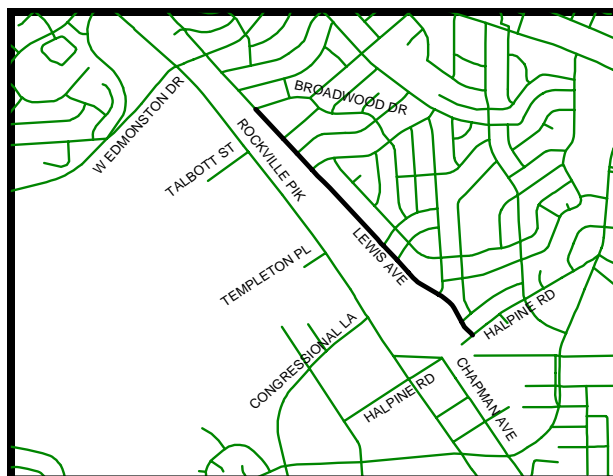 BROADWOOD DR
W EDMONSTON DR
ROCKVILLE PIK
TALBOTT ST
LEWIS AVE
TEMPLETON PL
HALPINE RD
CONGRESSIONAL LA
CHAPMAN AVE
HALPINE RD